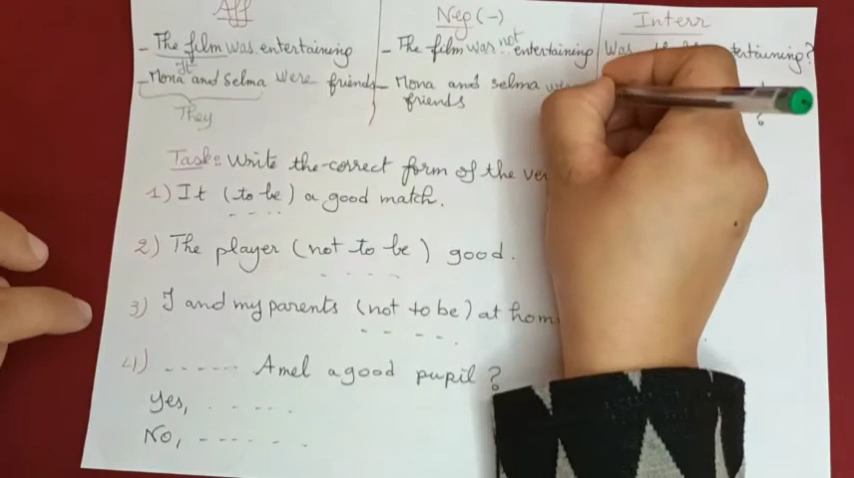 Aff
Neg (-)
Interr
- The film was entertaining
It
- Mona and Selma were friends
They
- The film was not entertaining
- Mona and Selma
friends
Was
?
?
Task: Write the correct form of the
1) It (to be) a good match.
- - - -
2) The player (not to be) good.
- - - -
3) I and my parents (not to be) at
- - - -
4) ...... Amel a good pupil?
Yes, . - - - - .
No, - - - - - -